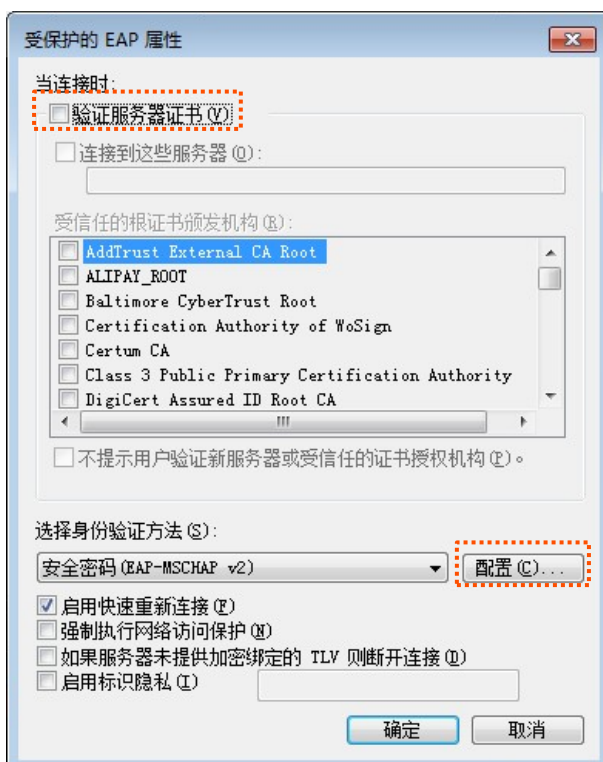 受保护的 EAP 属性
当连接时:
验证服务器证书(V)
连接到这些服务器(O):
受信任的根证书颁发机构(R):
AddTrust External CA Root
ALIPAY_ROOT
Baltimore CyberTrust Root
Certification Authority of WoSign
Certum CA
Class 3 Public Primary Certification Authority
DigiCert Assured ID Root CA
不提示用户验证新服务器或受信任的证书授权机构(P)。
选择身份验证方法(S):
安全密码(EAP-MSCHAP v2) 配置(C)...
启用快速重新连接(F)
强制执行网络访问保护(N)
如果服务器未提供加密绑定的 TLV 则断开连接(D)
启用标识隐私(I)
确定 取消